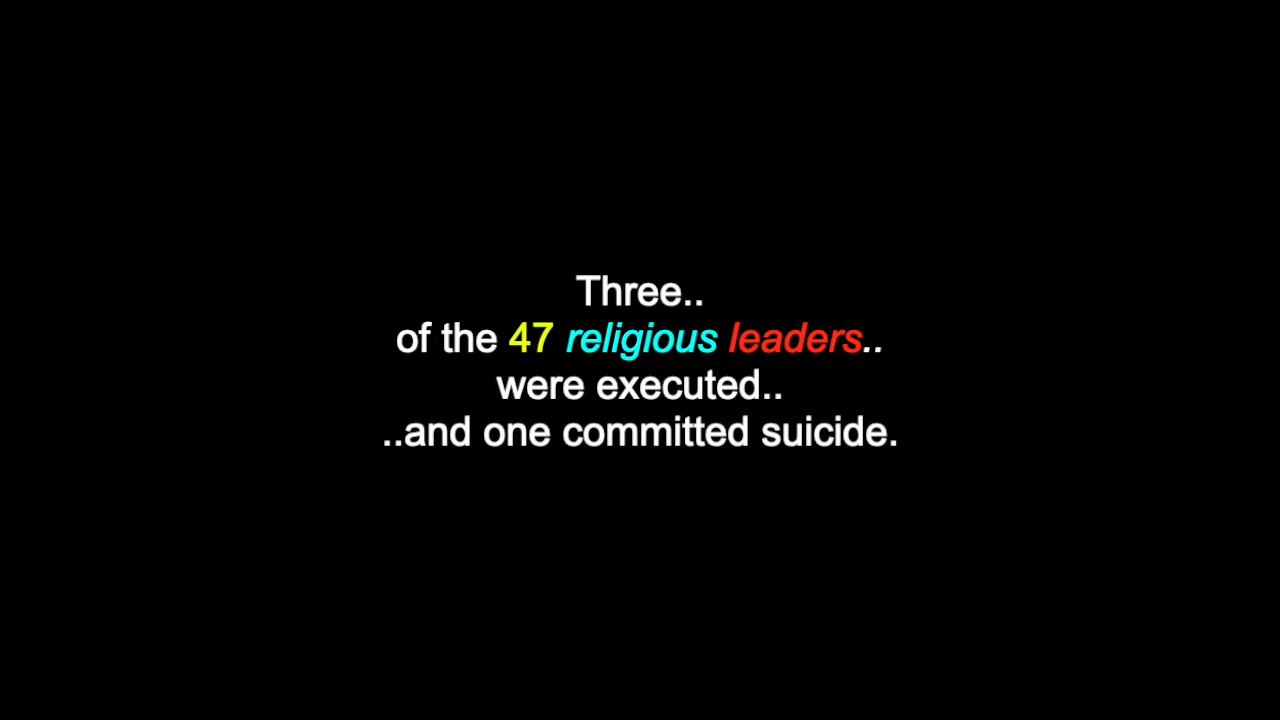 Three..
of the 47 religious leaders..
were executed..
..and one committed suicide.